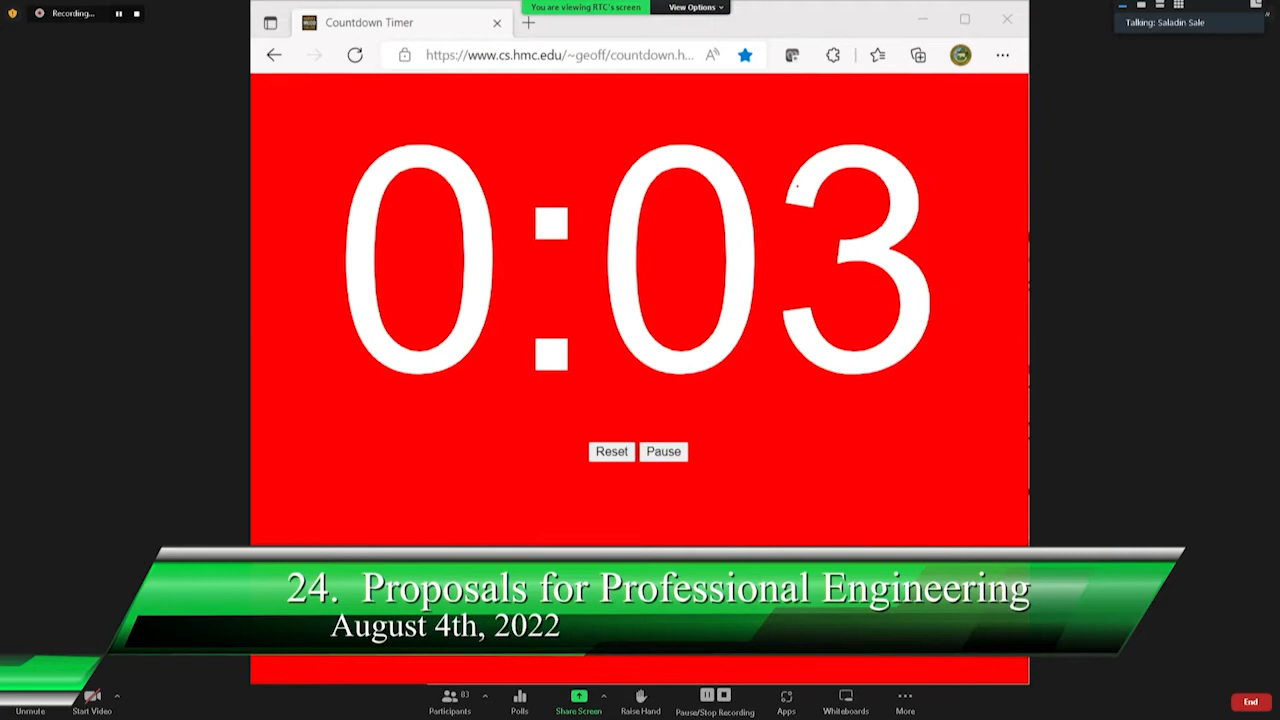 Recording...
You are viewing RTC's screen
View Options
Talking: Saladin Sale
Countdown Timer
https://www.cs.hmc.edu/~geoff/countdown.h...
0:03
Reset Pause
24. Proposals for Professional Engineering
August 4th, 2022
Unmute
Start Video
Participants
83
Polls
Share Screen
Raise Hand
Pause/Stop Recording
Apps
Whiteboards
More
End